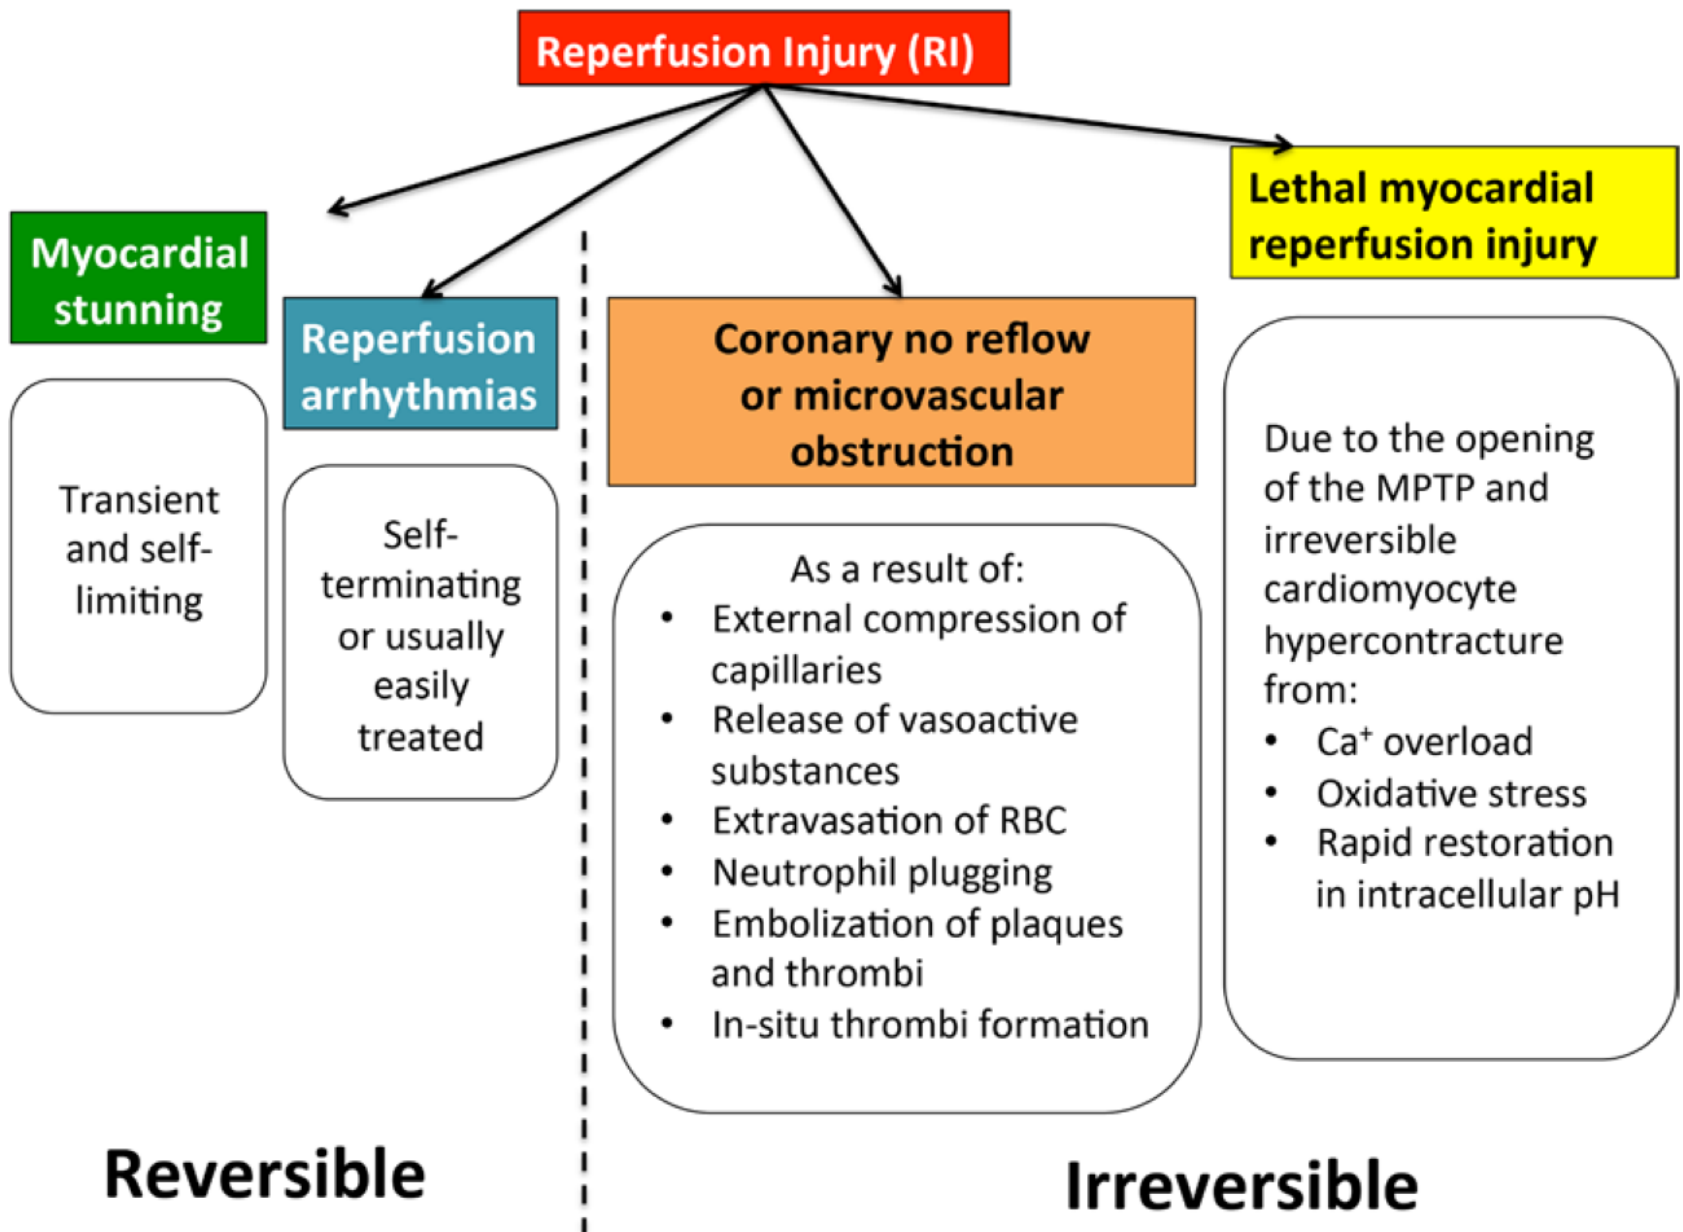 Reperfusion Injury (RI)
Myocardial
stunning
Transient
and self-
limiting
Reperfusion
arrhythmias
Self-
terminating
or usually
easily
treated
Coronary no reflow
or microvascular
obstruction
As a result of:
• External compression of
capillaries
• Release of vasoactive
substances
• Extravasation of RBC
• Neutrophil plugging
• Embolization of plaques
and thrombi
• In-situ thrombi formation
Lethal myocardial
reperfusion injury
Due to the opening
of the MPTP and
irreversible
cardiomyocyte
hypercontracture
from:
• Ca⁺ overload
• Oxidative stress
• Rapid restoration
in intracellular pH
Reversible
Irreversible